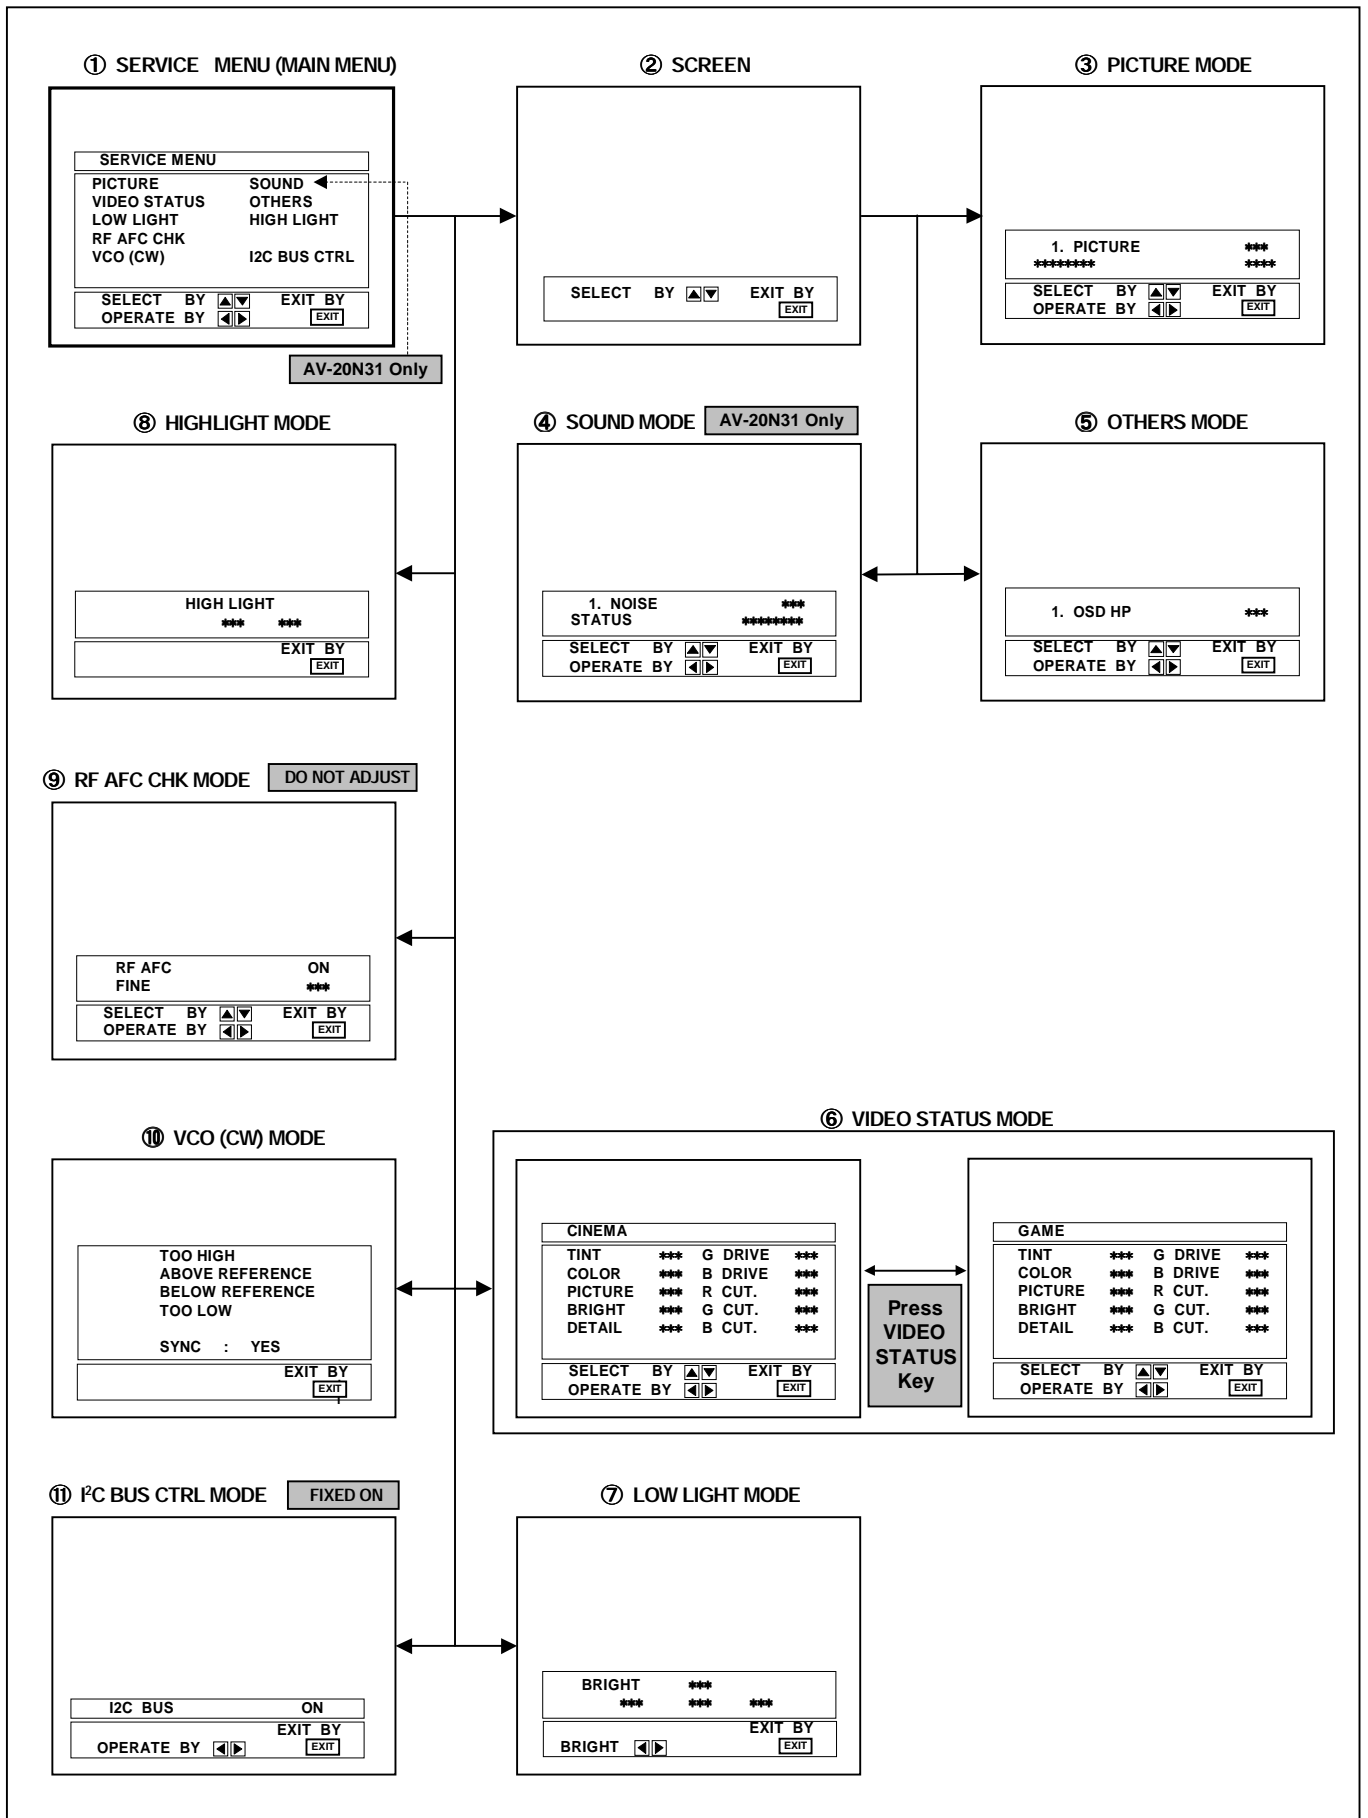 ① SERVICE MENU (MAIN MENU)
SERVICE MENU
PICTURE SOUND
VIDEO STATUS OTHERS
LOW LIGHT HIGH LIGHT
RF AFC CHK
VCO (CW) I2C BUS CTRL
SELECT BY ▲▼ EXIT BY
OPERATE BY ◀▶ EXIT
AV-20N31 Only
② SCREEN
SELECT BY ▲▼ EXIT BY
EXIT
③ PICTURE MODE
1. PICTURE ***
******** ****
SELECT BY ▲▼ EXIT BY
OPERATE BY ◀▶ EXIT
⑧ HIGHLIGHT MODE
HIGH LIGHT
*** ***
EXIT BY
EXIT
④ SOUND MODE AV-20N31 Only
1. NOISE ***
STATUS ********
SELECT BY ▲▼ EXIT BY
OPERATE BY ◀▶ EXIT
⑤ OTHERS MODE
1. OSD HP ***
SELECT BY ▲▼ EXIT BY
OPERATE BY ◀▶ EXIT
⑨ RF AFC CHK MODE DO NOT ADJUST
RF AFC ON
FINE ***
SELECT BY ▲▼ EXIT BY
OPERATE BY ◀▶ EXIT
⑩ VCO (CW) MODE
TOO HIGH
ABOVE REFERENCE
BELOW REFERENCE
TOO LOW
SYNC : YES
EXIT BY
EXIT
⑥ VIDEO STATUS MODE
CINEMA
TINT *** G DRIVE ***
COLOR *** B DRIVE ***
PICTURE *** R CUT. ***
BRIGHT *** G CUT. ***
DETAIL *** B CUT. ***
SELECT BY ▲▼ EXIT BY
OPERATE BY ◀▶ EXIT
Press
VIDEO
STATUS
Key
GAME
TINT *** G DRIVE ***
COLOR *** B DRIVE ***
PICTURE *** R CUT. ***
BRIGHT *** G CUT. ***
DETAIL *** B CUT. ***
SELECT BY ▲▼ EXIT BY
OPERATE BY ◀▶ EXIT
⑪ I²C BUS CTRL MODE FIXED ON
I2C BUS ON
EXIT BY
OPERATE BY ◀▶ EXIT
⑦ LOW LIGHT MODE
BRIGHT ***
*** *** ***
EXIT BY
BRIGHT ◀▶ EXIT